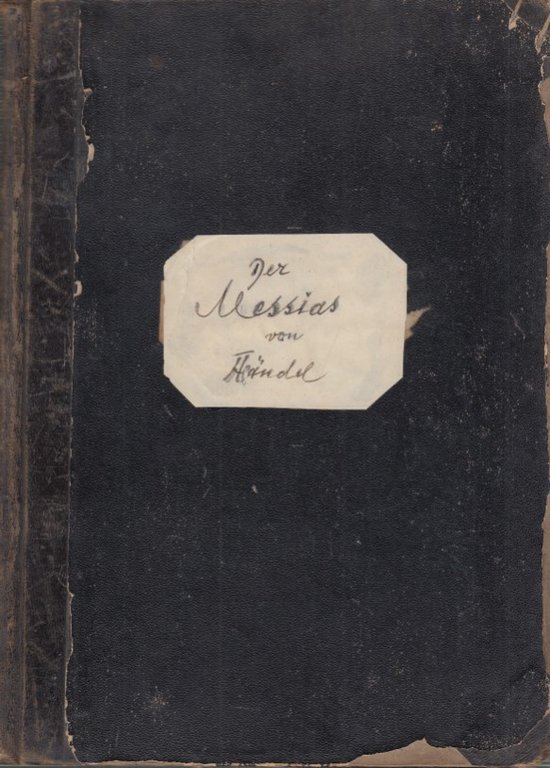 Der
Messias
von
Händel